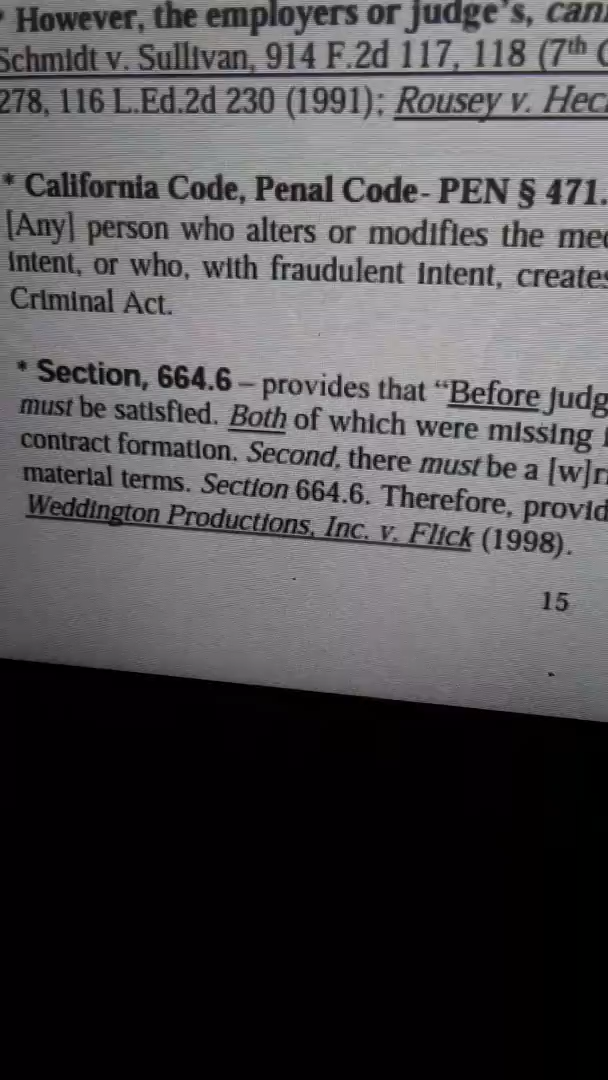 * However, the employers or judge's, can
Schmidt v. Sullivan, 914 F.2d 117, 118 (7th C
278, 116 L.Ed.2d 230 (1991); Rousey v. Hec
* California Code, Penal Code- PEN § 471.
[Any] person who alters or modifies the med
intent, or who, with fraudulent intent, creates
Criminal Act.
* Section, 664.6 – provides that “Before judg
must be satisfied. Both of which were missing
contract formation. Second, there must be a [w]ri
material terms. Section 664.6. Therefore, provid
Weddington Productions, Inc. v. Flick (1998).
15